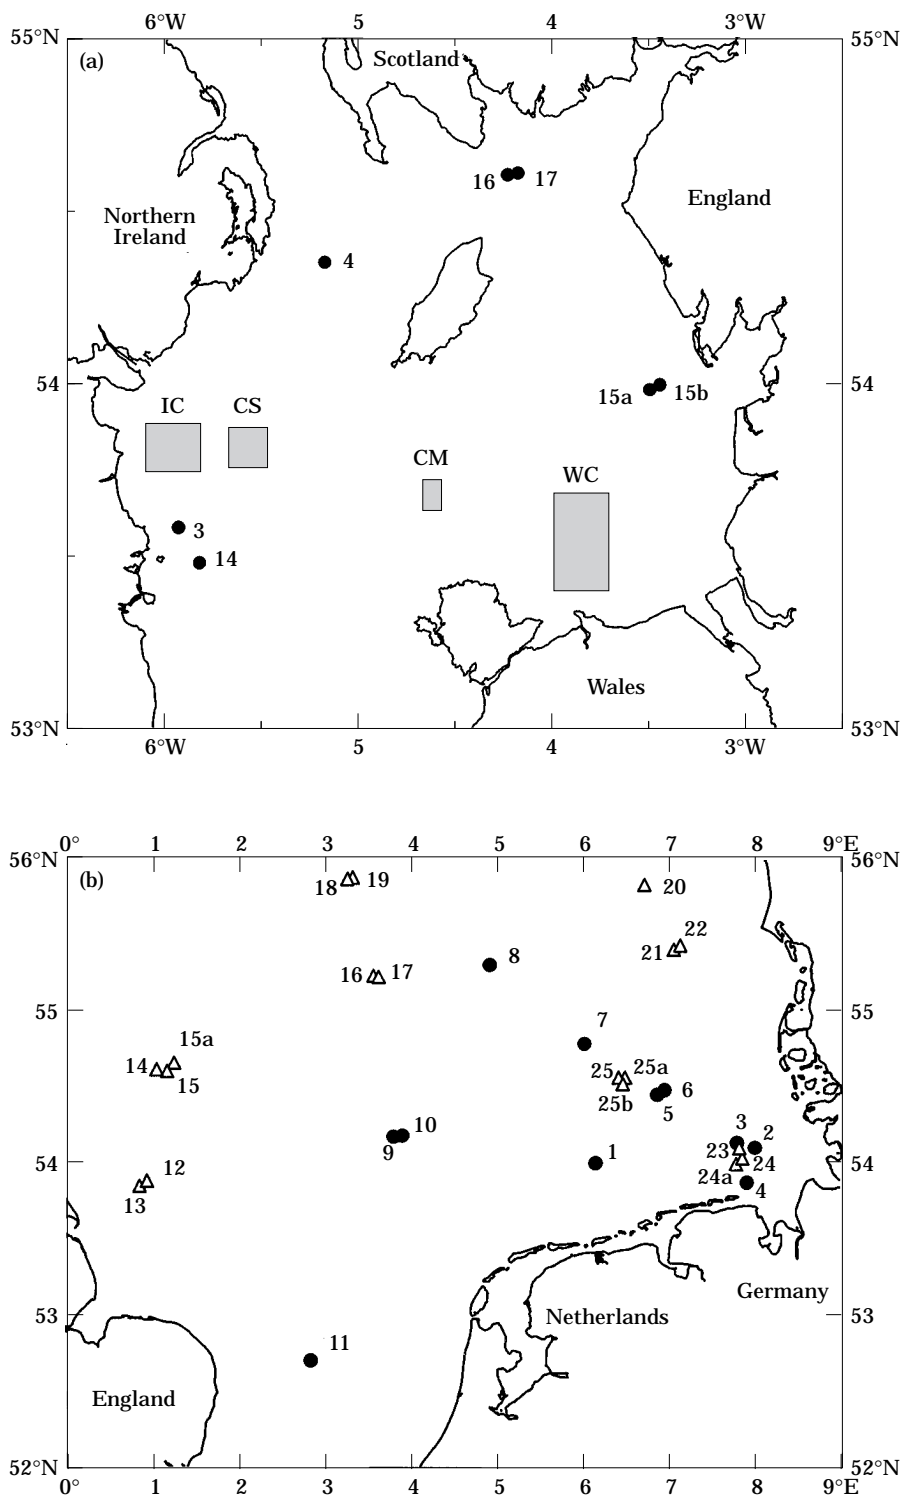 6°W 5 4 3°W
55°N 55°N
(a)
Scotland
16 17
England
Northern
Ireland
4
54 54
15a 15b
IC CS
CM
WC
3
14
Wales
53°N 53°N
6°W 5 4 3°W
0° 1 2 3 4 5 6 7 8 9°E
56°N 56°N
(b)
18 19 20
22
21
16 17 8
55 55
7
15a
14 25 25a
15 6
25b
5
3 2
10
9 1 23
54 54
12 24
24a
13 4
Germany
53 Netherlands 53
11
England
52°N 52°N
0° 1 2 3 4 5 6 7 8 9°E